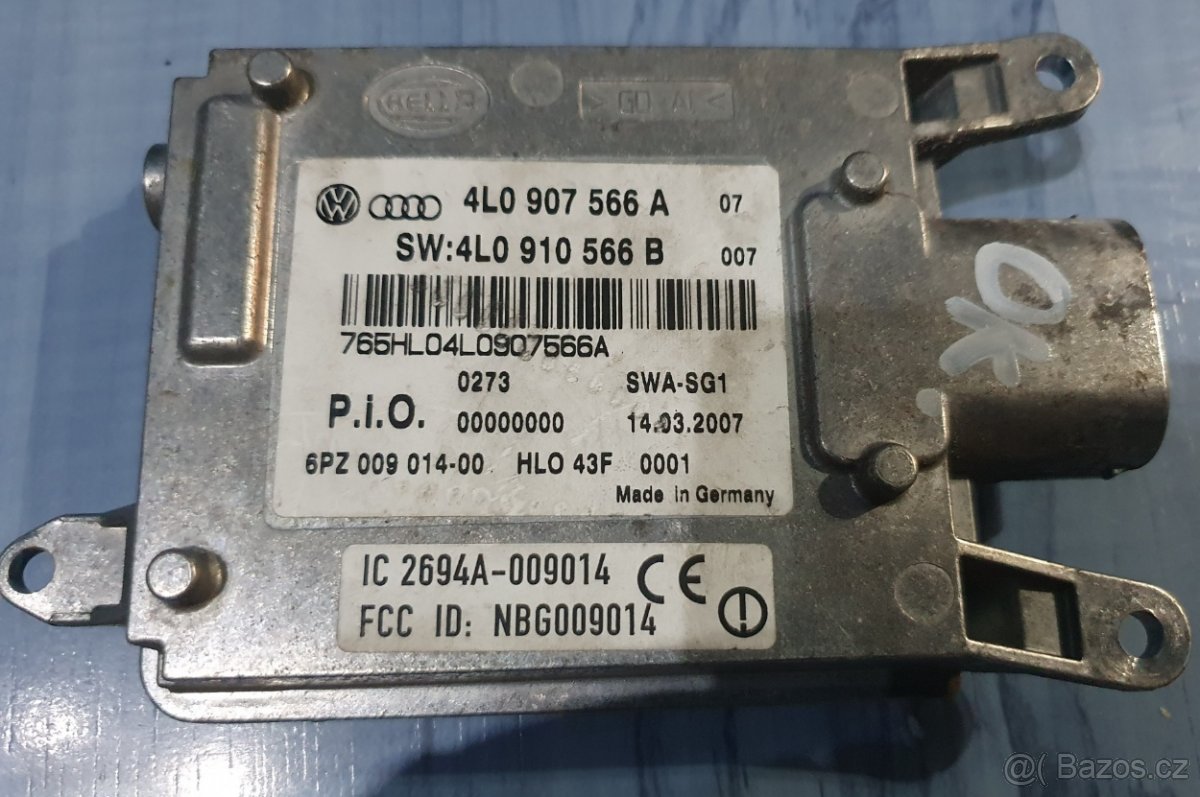 HELLA
> GD Al <
4L0 907 566 A 07
SW:4L0 910 566 B 007
765HL04L0907566A
0273 SWA-SG1
P.i.O. 00000000 14.03.2007
6PZ 009 014-00 HLO 43F 0001
Made in Germany
IC 2694A-009014 CE
FCC ID: NBG009014
OK.
@( Bazos.cz